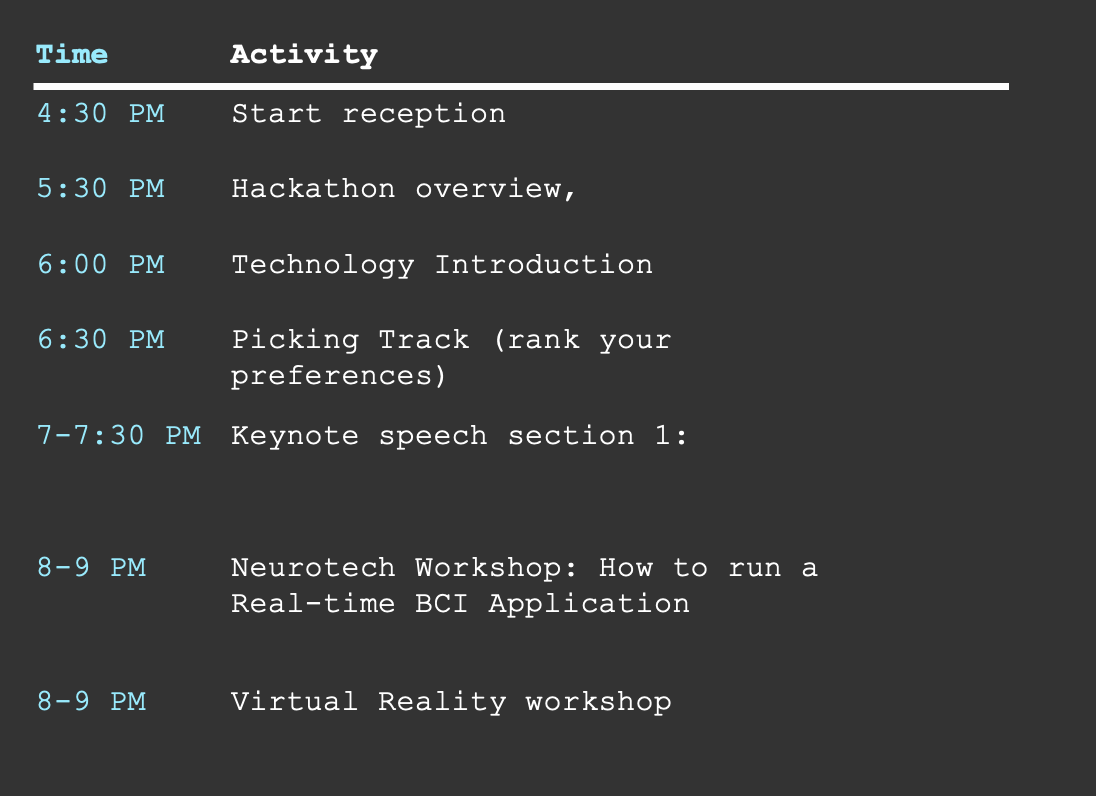 Time Activity
4:30 PM Start reception
5:30 PM Hackathon overview,
6:00 PM Technology Introduction
6:30 PM Picking Track (rank your
preferences)
7-7:30 PM Keynote speech section 1:
8-9 PM Neurotech Workshop: How to run a
Real-time BCI Application
8-9 PM Virtual Reality workshop